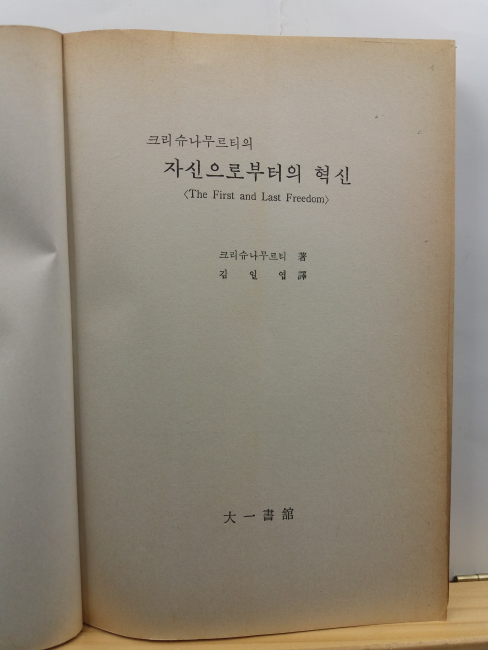 크리슈나무르티의
자신으로부터의 혁신
〈The First and Last Freedom〉
크리슈나무르티 著
김 일 엽 譯
大 一 書 舘